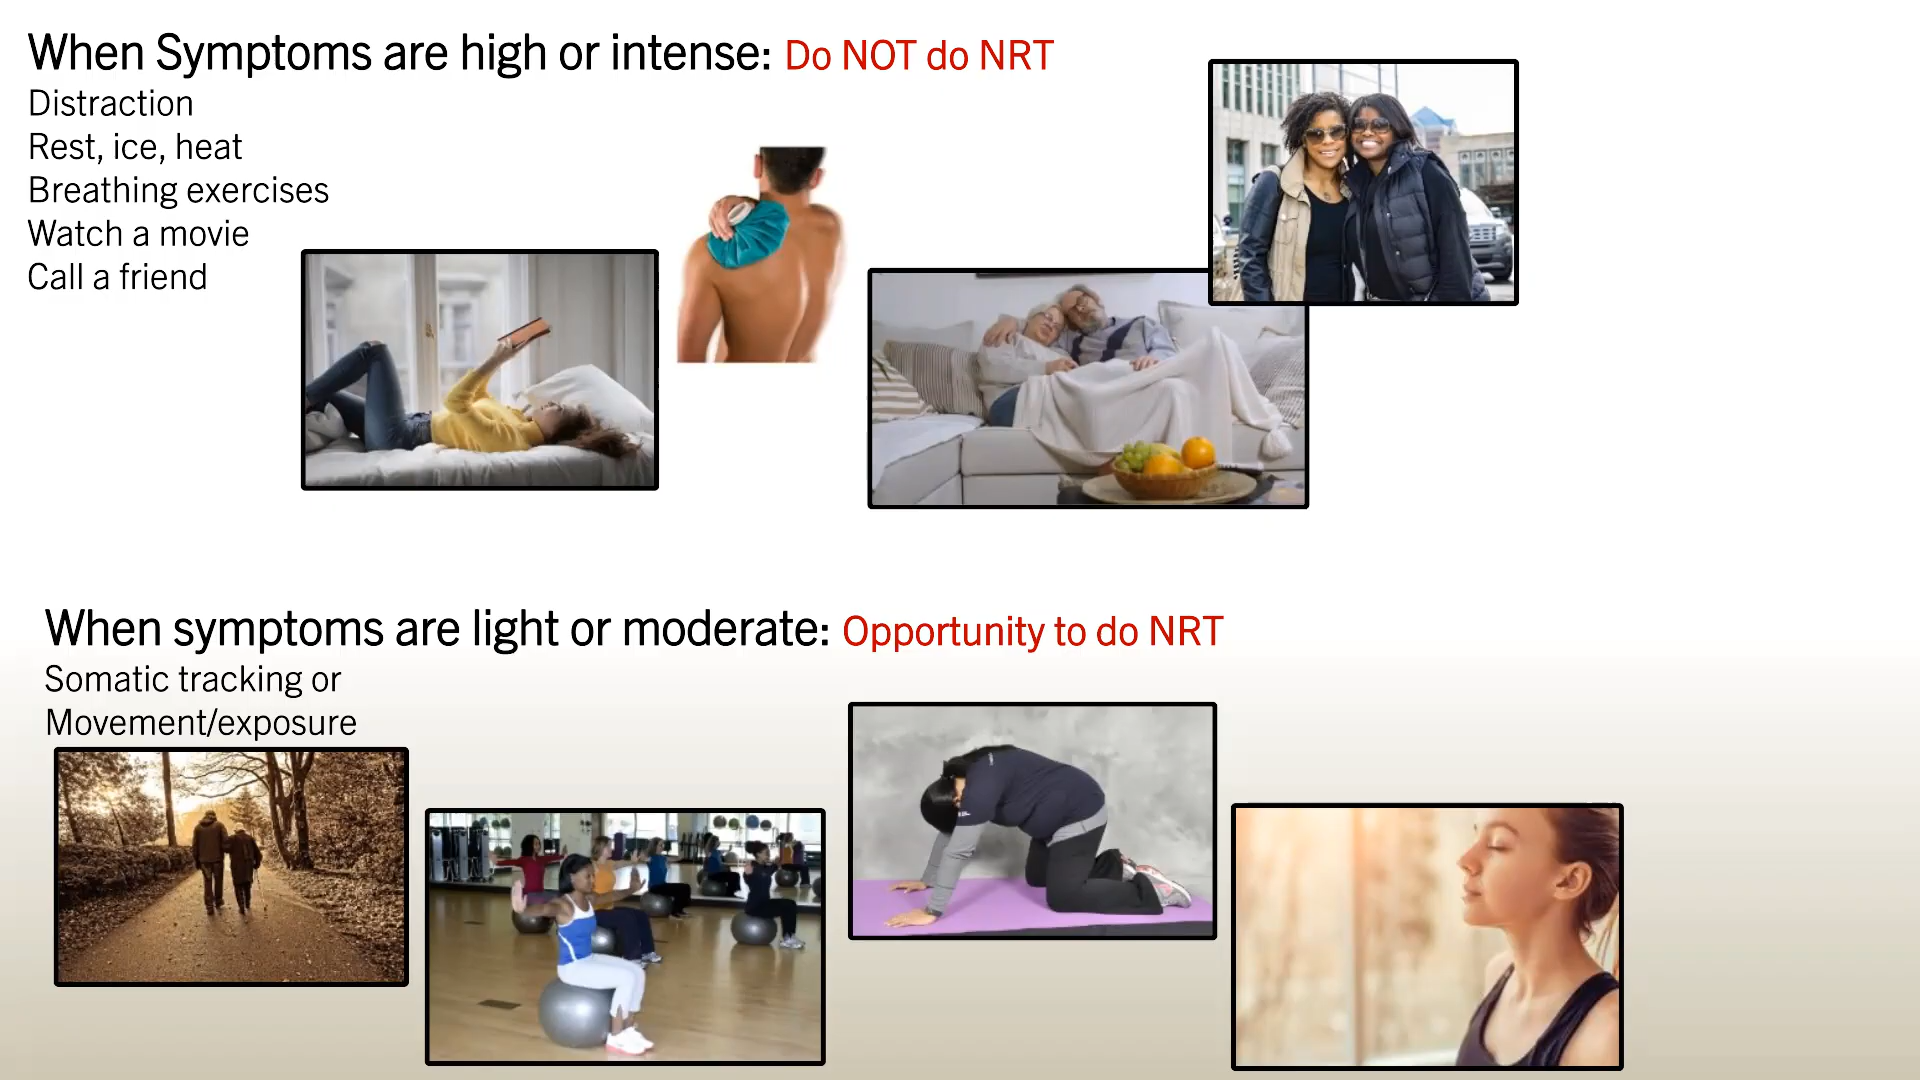 When Symptoms are high or intense: Do NOT do NRT
Distraction
Rest, ice, heat
Breathing exercises
Watch a movie
Call a friend
When symptoms are light or moderate: Opportunity to do NRT
Somatic tracking or
Movement/exposure